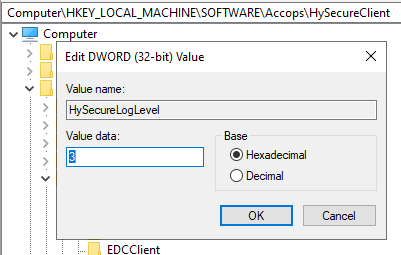 Computer\HKEY_LOCAL_MACHINE\SOFTWARE\Accops\HySecureClient
Computer
Edit DWORD (32-bit) Value
Value name:
HySecureLogLevel
Value data:
3
Base
Hexadecimal
Decimal
OK
Cancel
EDCClient